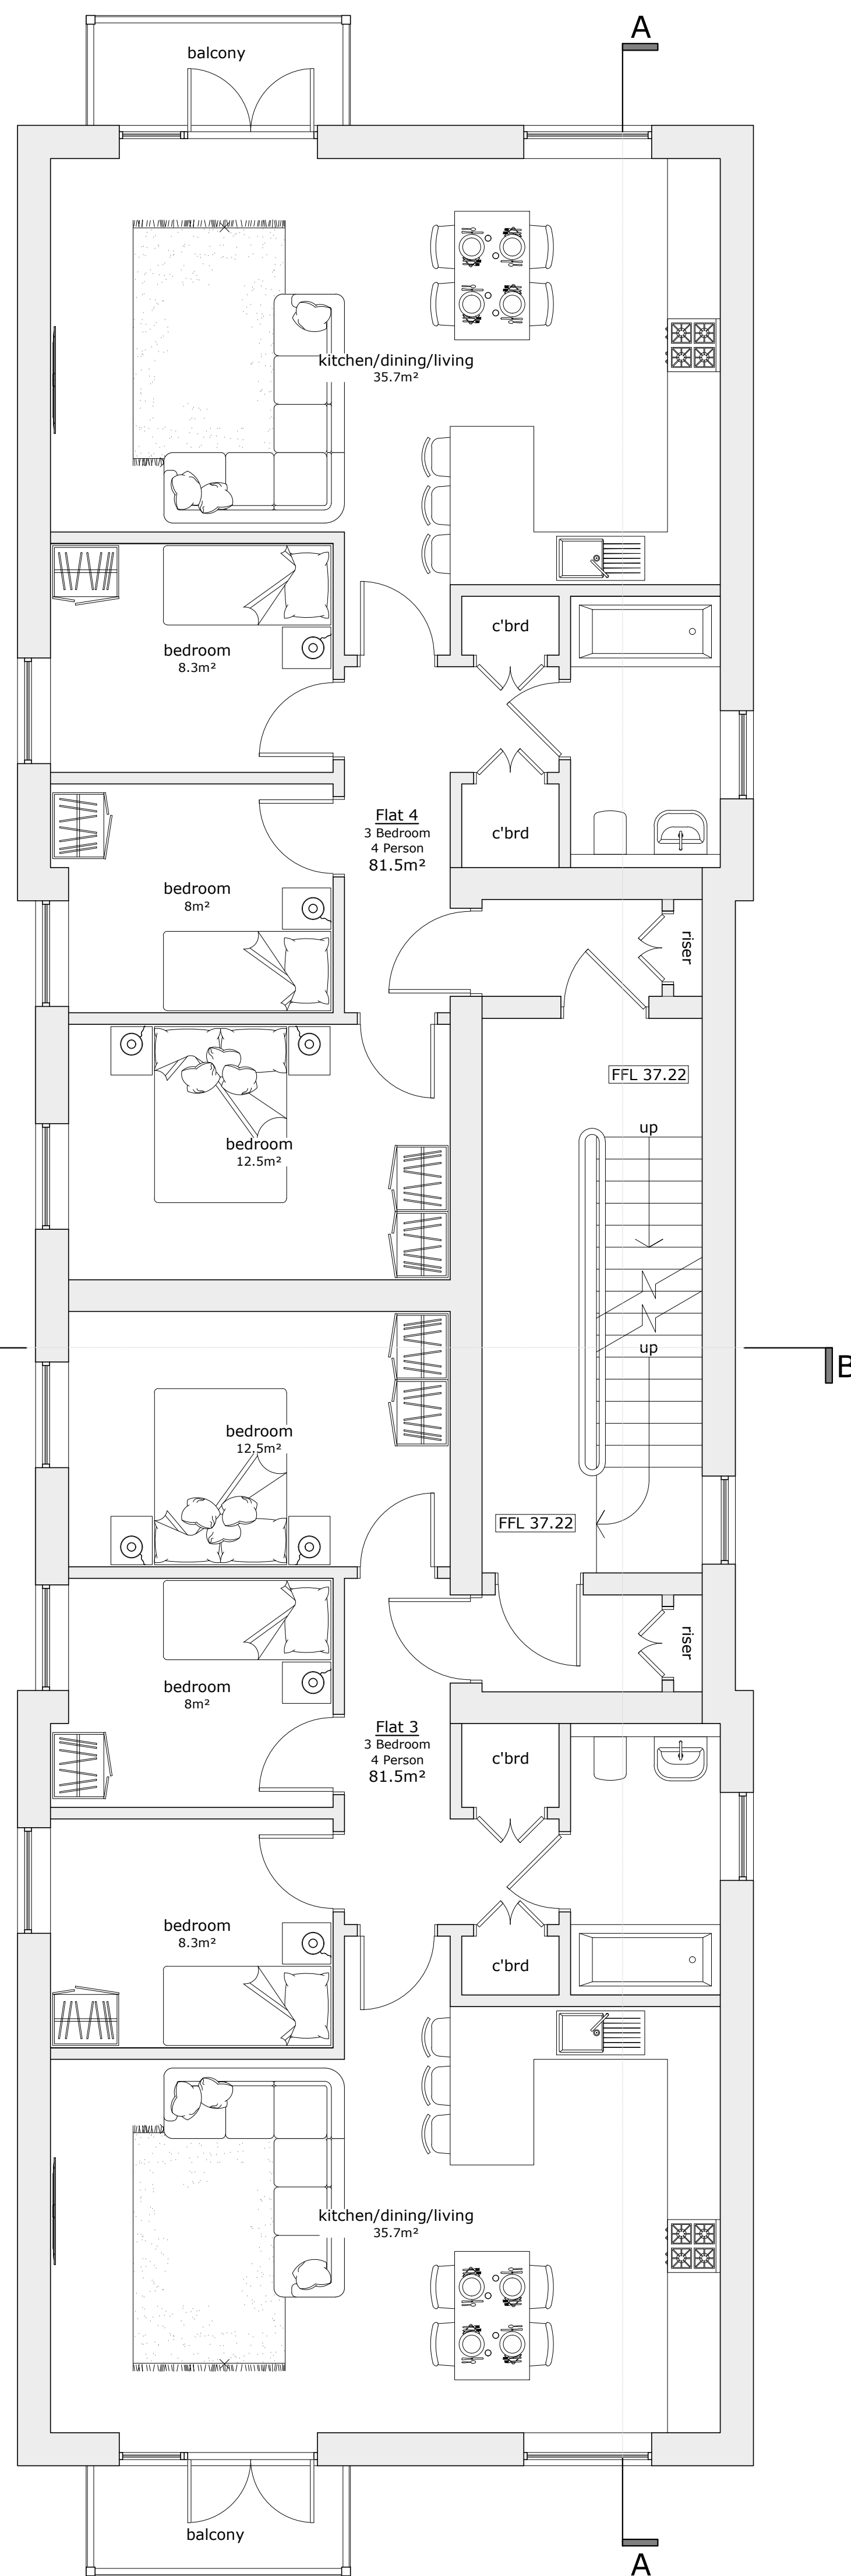 A
balcony
kitchen/dining/living
35.7m²
c'brd
bedroom
8.3m²
Flat 4
3 Bedroom
4 Person
81.5m²
c'brd
bedroom
8m²
riser
FFL 37.22
up
bedroom
12.5m²
up
B
bedroom
12.5m²
FFL 37.22
riser
bedroom
8m²
Flat 3
3 Bedroom
4 Person
81.5m²
c'brd
bedroom
8.3m²
c'brd
kitchen/dining/living
35.7m²
balcony
A